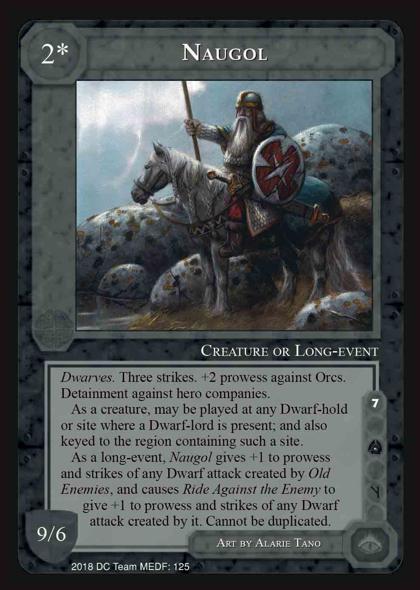 2*
NAUGOL
CREATURE OR LONG-EVENT
Dwarves. Three strikes. +2 prowess against Orcs.
Detainment against hero companies.
As a creature, may be played at any Dwarf-hold
or site where a Dwarf-lord is present; and also
keyed to the region containing such a site.
As a long-event, Naugol gives +1 to prowess
and strikes of any Dwarf attack created by Old
Enemies, and causes Ride Against the Enemy to
give +1 to prowess and strikes of any Dwarf
attack created by it. Cannot be duplicated.
7
9/6
ART BY ALARIE TANO
2018 DC Team MEDF: 125